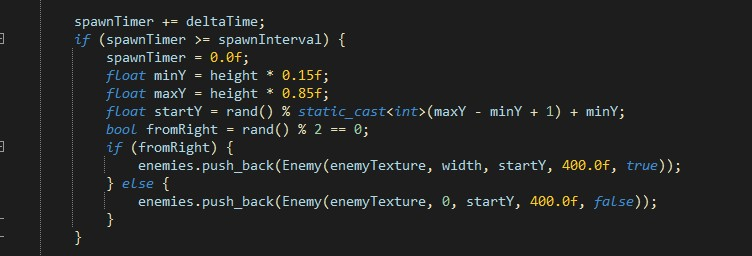 spawnTimer += deltaTime;
if (spawnTimer >= spawnInterval) {
spawnTimer = 0.0f;
float minY = height * 0.15f;
float maxY = height * 0.85f;
float startY = rand() % static_cast<int>(maxY - minY + 1) + minY;
bool fromRight = rand() % 2 == 0;
if (fromRight) {
enemies.push_back(Enemy(enemyTexture, width, startY, 400.0f, true));
} else {
enemies.push_back(Enemy(enemyTexture, 0, startY, 400.0f, false));
}
}